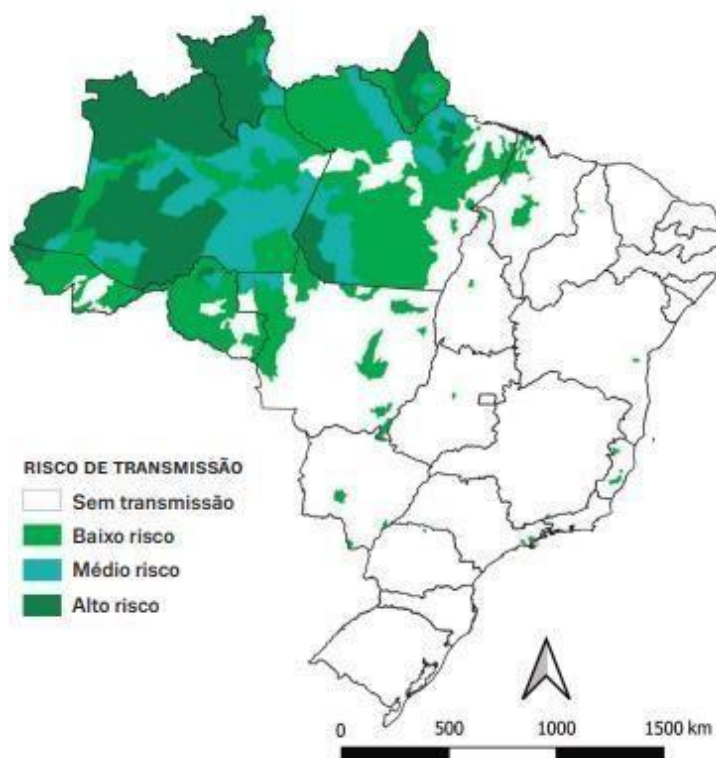 RISCO DE TRANSMISSÃO
Sem transmissão
Baixo risco
Médio risco
Alto risco
0 500 1000 1500 km